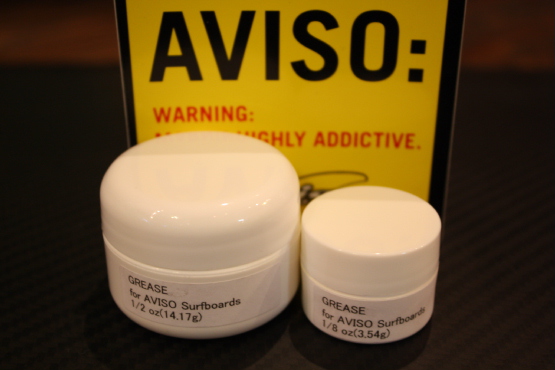 AVISO:
WARNING:
HIGHLY ADDICTIVE.
GREASE
for AVISO Surfboards
1/2 oz(14.17g)
GREASE
for AVISO Surfboards
1/8 oz(3.54g)